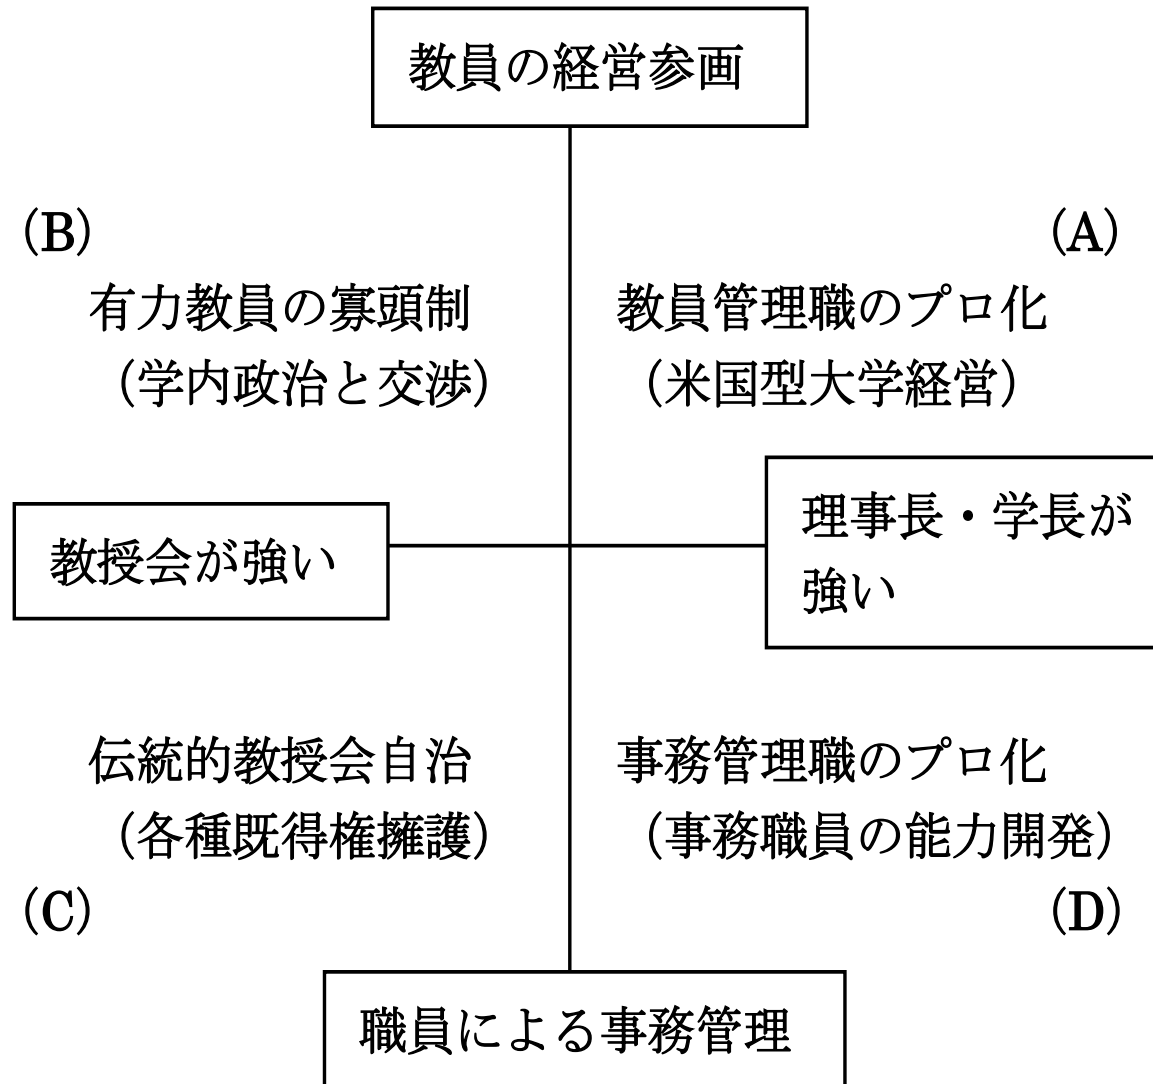 教員の経営参画
(B)
(A)
有力教員の寡頭制
(学内政治と交渉)
教員管理職のプロ化
(米国型大学経営)
教授会が強い
理事長・学長が
強い
伝統的教授会自治
(各種既得権擁護)
事務管理職のプロ化
(事務職員の能力開発)
(C)
(D)
職員による事務管理